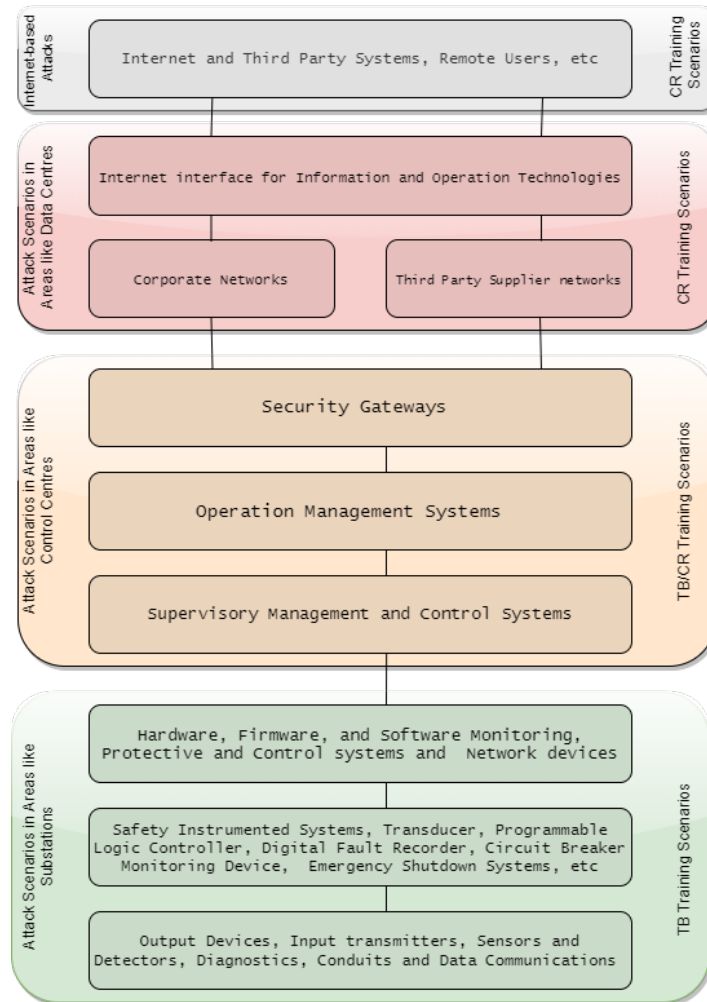 Internet-based
Attacks
Internet and Third Party Systems, Remote Users, etc
CR Training
Scenarios
Attack Scenarios in
Areas like Data Centres
Internet interface for Information and Operation Technologies
Corporate Networks
Third Party Supplier networks
CR Training Scenarios
Attack Scenarios in Areas like
Control Centres
Security Gateways
Operation Management Systems
Supervisory Management and Control Systems
TB/CR Training Scenarios
Attack Scenarios in Areas like
Substations
Hardware, Firmware, and Software Monitoring,
Protective and Control systems and Network devices
Safety Instrumented Systems, Transducer, Programmable
Logic Controller, Digital Fault Recorder, Circuit Breaker
Monitoring Device, Emergency Shutdown Systems, etc
Output Devices, Input transmitters, Sensors and
Detectors, Diagnostics, Conduits and Data Communications
TB Training Scenarios